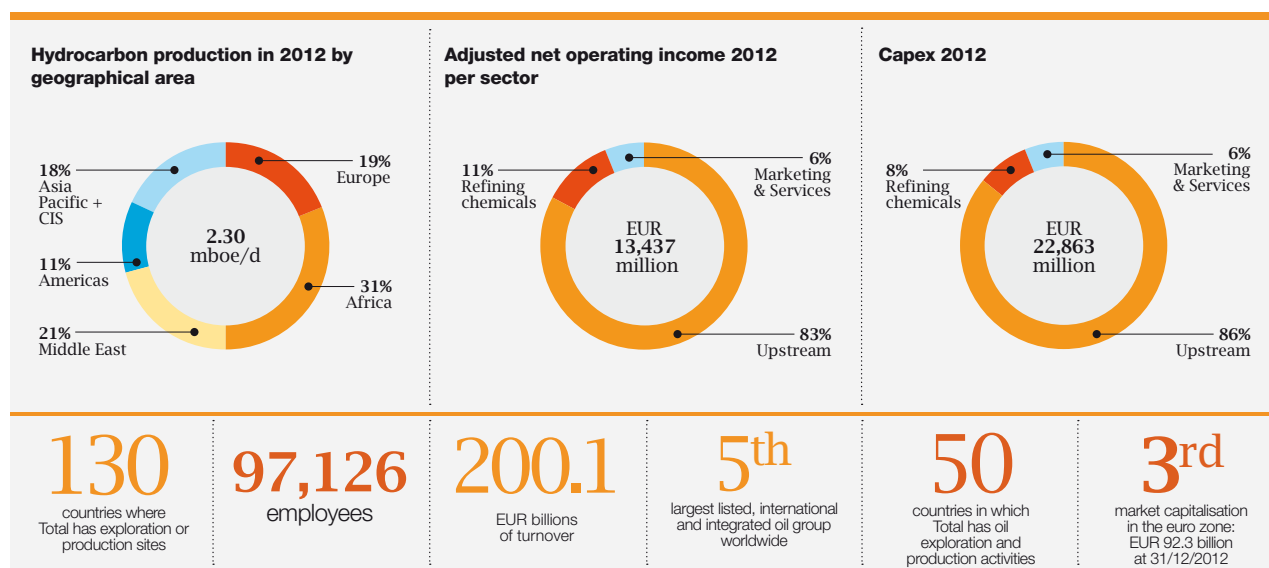 Hydrocarbon production in 2012 by
geographical area
18%
Asia
Pacific +
CIS
19%
Europe
2.30
mboe/d
11%
Americas
31%
Africa
21%
Middle East
Adjusted net operating income 2012
per sector
11%
Refining
chemicals
6%
Marketing
& Services
EUR
13,437
million
83%
Upstream
Capex 2012
8%
Refining
chemicals
6%
Marketing
& Services
EUR
22,863
million
86%
Upstream
130
countries where
Total has exploration or
production sites
97,126
employees
200.1
EUR billions
of turnover
5th
largest listed, international
and integrated oil group
worldwide
50
countries in which
Total has oil
exploration and
production activities
3rd
market capitalisation
in the euro zone:
EUR 92.3 billion
at 31/12/2012